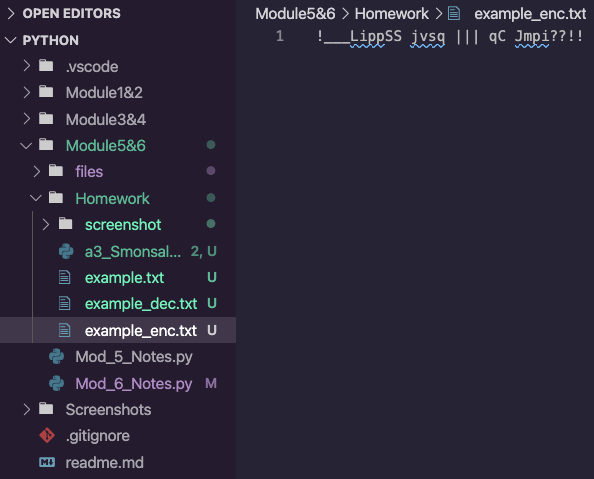 OPEN EDITORS
PYTHON
.vscode
Module1&2
Module3&4
Module5&6
files
Homework
screenshot
a3_Smonsal... 2, U
example.txt U
example_dec.txt U
example_enc.txt U
Mod_5_Notes.py
Mod_6_Notes.py M
Screenshots
.gitignore
readme.md
Module5&6 > Homework > example_enc.txt
1 !___LippSS jvsq ||| qC Jmpi??!!